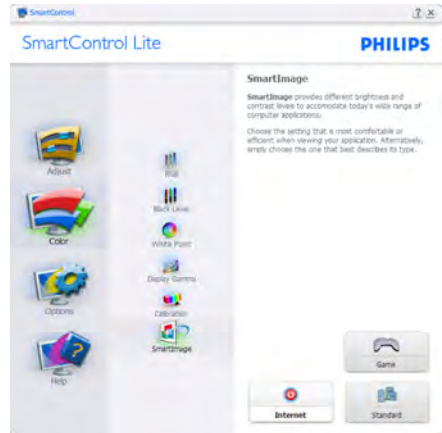 SmartControl
? ×
SmartControl Lite
PHILIPS
Adjust
Color
Options
Help
RGB
Black Level
White Point
Display Gamma
Calibration
SmartImage
SmartImage
SmartImage provides different brightness and
contrast levels to accomodate today's wide range of
computer applications.
Choose the setting that is most comfortable or
efficient when viewing your application. Alternatively,
simply choose the one that best describes its type.
Game
Internet
Standard